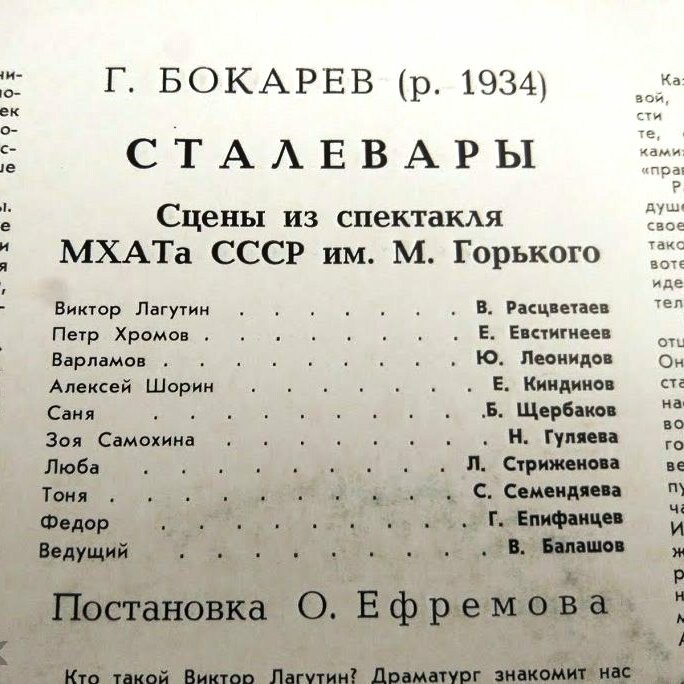 Г. БОКАРЕВ (р. 1934)
СТАЛЕВАРЫ
Сцены из спектакля
МХАТа СССР им. М. Горького
Виктор Лагутин . . . . . . . В. Расцветаев
Петр Хромов . . . . . . . . Е. Евстигнеев
Варламов . . . . . . . . . Ю. Леонидов
Алексей Шорин . . . . . . . Е. Киндинов
Саня . . . . . . . . . . Б. Щербаков
Зоя Самохина . . . . . . . . Н. Гуляева
Люба . . . . . . . . . . Л. Стриженова
Тоня . . . . . . . . . . С. Семендяева
Федор . . . . . . . . . Г. Епифанцев
Ведущий . . . . . . . . . В. Балашов
Постановка О. Ефремова
Кто такой Виктор Лагутин? Драматург знакомит нас